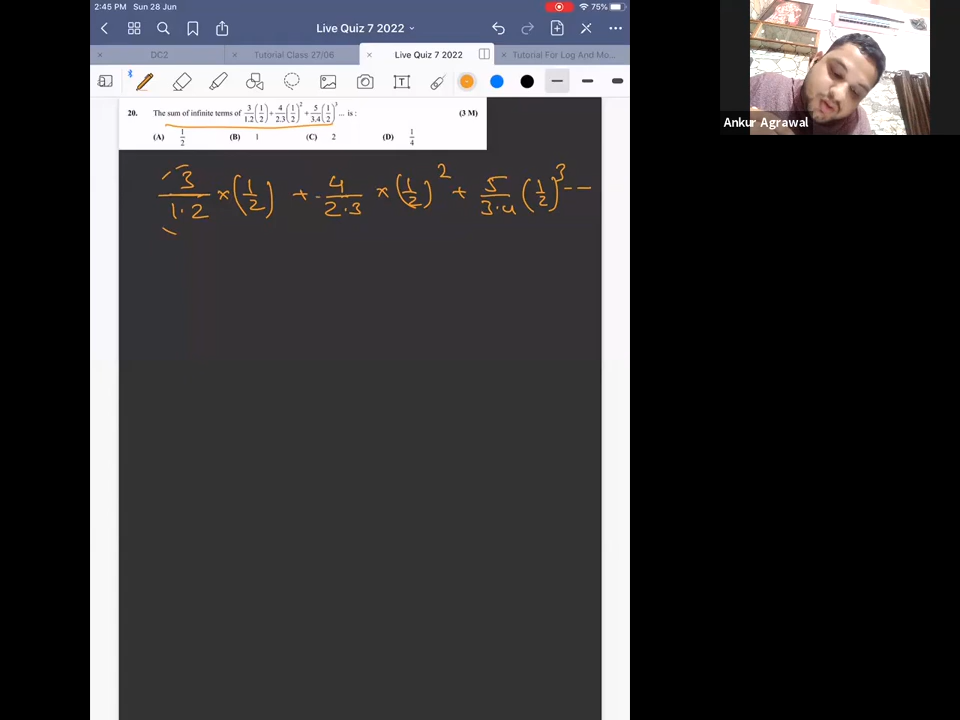 2:45 PM Sun 28 Jun
75%
Live Quiz 7 2022
DC2
Tutorial Class 27/06
Live Quiz 7 2022
Tutorial For Log And Mo...
T
20. The sum of infinite terms of 3/1.2 (1/2) + 4/2.3 (1/2)² + 5/3.4 (1/2)³ ... is : (3 M)
(A) 1/2 (B) 1 (C) 2 (D) 1/4
3/1·2 × (1/2) + 4/2·3 × (1/2)² + 5/3·4 (1/2)³ --
Ankur Agrawal